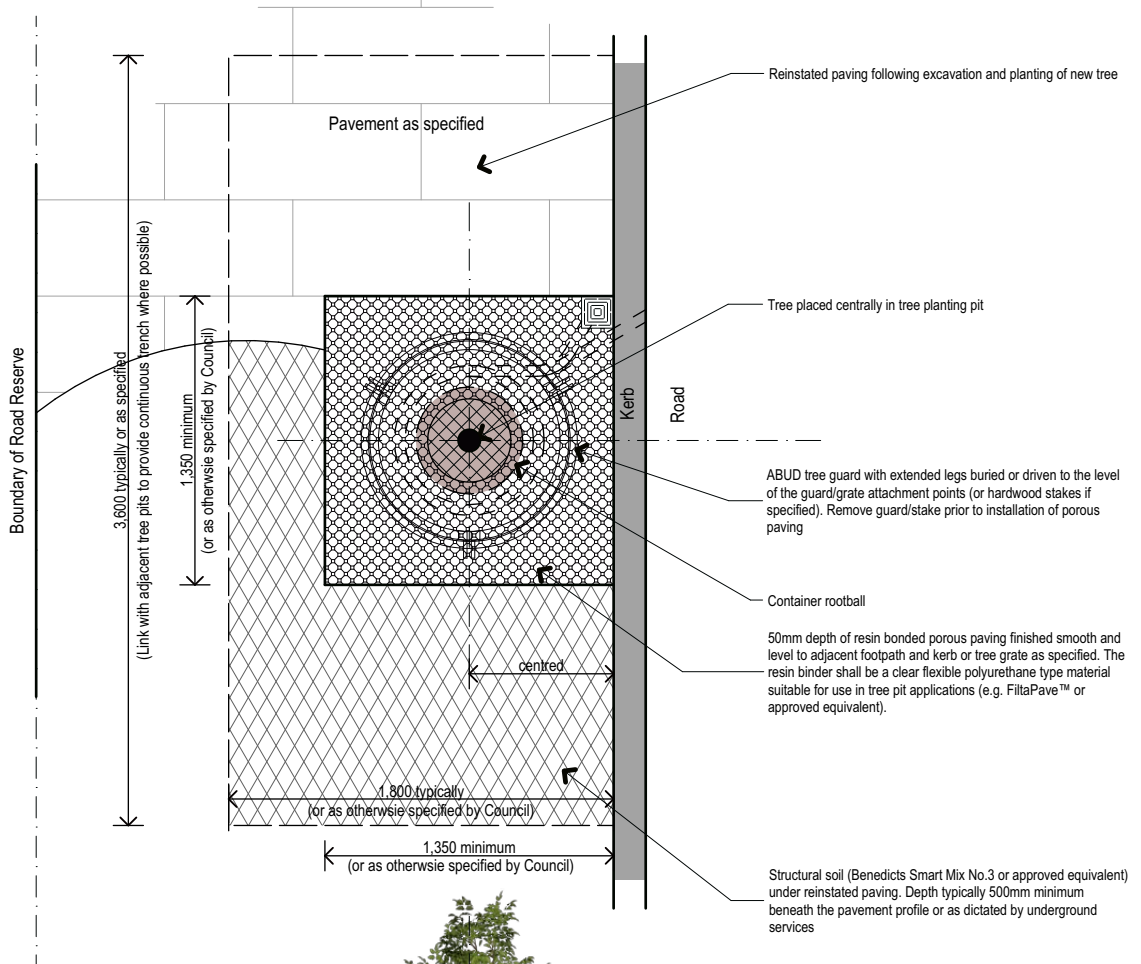 Reinstated paving following excavation and planting of new tree
Pavement as specified
Boundary of Road Reserve
3,600 typically or as specified
(Link with adjacent tree pits to provide continuous trench where possible)
1,350 minimum
(or as otherwsie specified by Council)
Tree placed centrally in tree planting pit
Kerb
Road
ABUD tree guard with extended legs buried or driven to the level
of the guard/grate attachment points (or hardwood stakes if
specified). Remove guard/stake prior to installation of porous
paving
Container rootball
50mm depth of resin bonded porous paving finished smooth and
level to adjacent footpath and kerb or tree grate as specified. The
resin binder shall be a clear flexible polyurethane type material
suitable for use in tree pit applications (e.g. FiltaPave™ or
approved equivalent).
centred
1,800 typically
(or as otherwsie specified by Council)
1,350 minimum
(or as otherwsie specified by Council)
Structural soil (Benedicts Smart Mix No.3 or approved equivalent)
under reinstated paving. Depth typically 500mm minimum
beneath the pavement profile or as dictated by underground
services